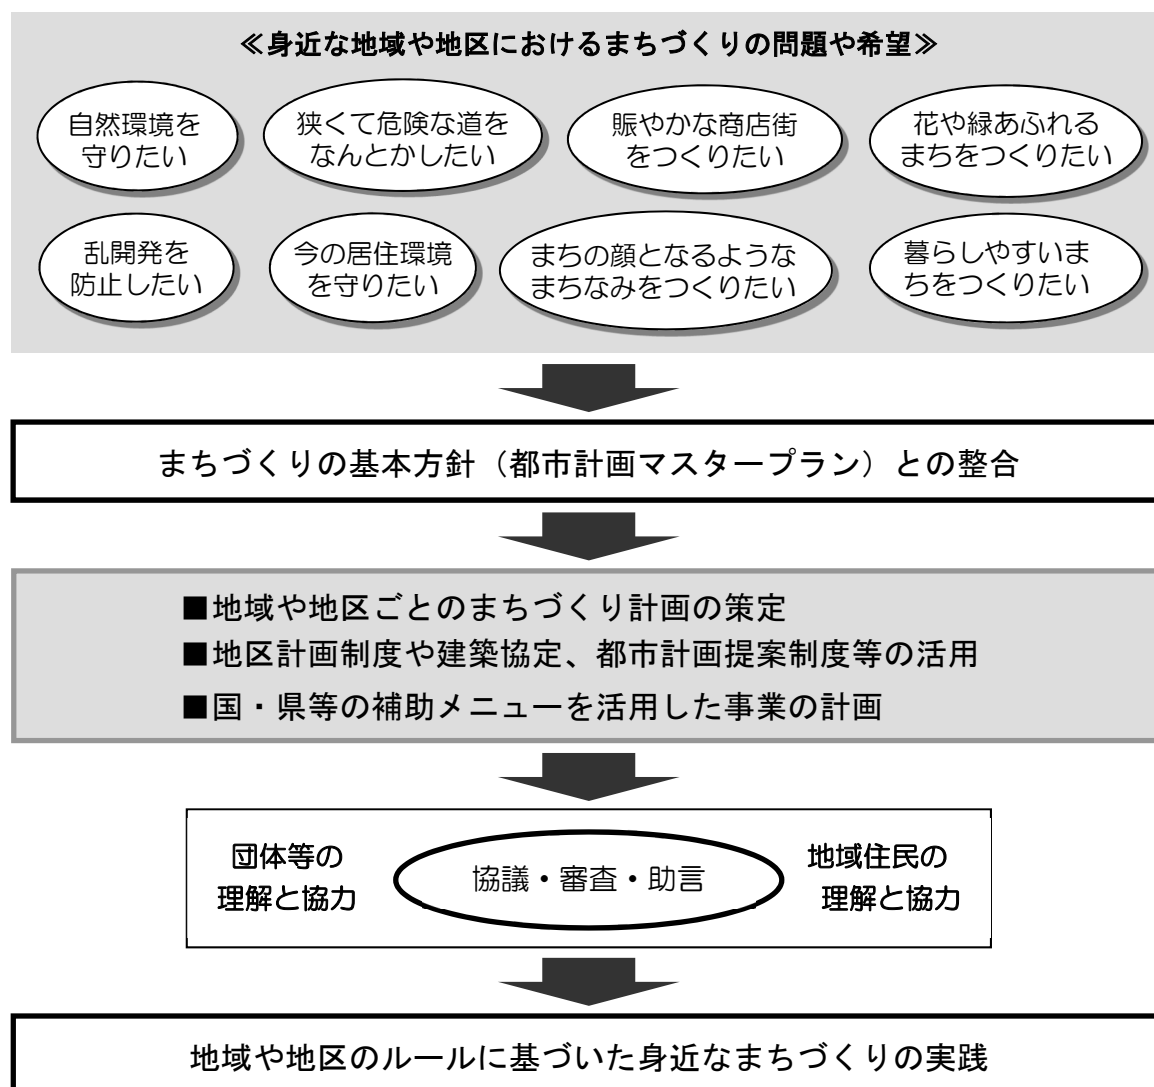 ≪身近な地域や地区におけるまちづくりの問題や希望≫
自然環境を
守りたい
狭くて危険な道を
なんとかしたい
賑やかな商店街
をつくりたい
花や緑あふれる
まちをつくりたい
乱開発を
防止したい
今の居住環境
を守りたい
まちの顔となるような
まちなみをつくりたい
暮らしやすいま
ちをつくりたい
まちづくりの基本方針（都市計画マスタープラン）との整合
■地域や地区ごとのまちづくり計画の策定
■地区計画制度や建築協定、都市計画提案制度等の活用
■国・県等の補助メニューを活用した事業の計画
団体等の
理解と協力
協議・審査・助言
地域住民の
理解と協力
地域や地区のルールに基づいた身近なまちづくりの実践